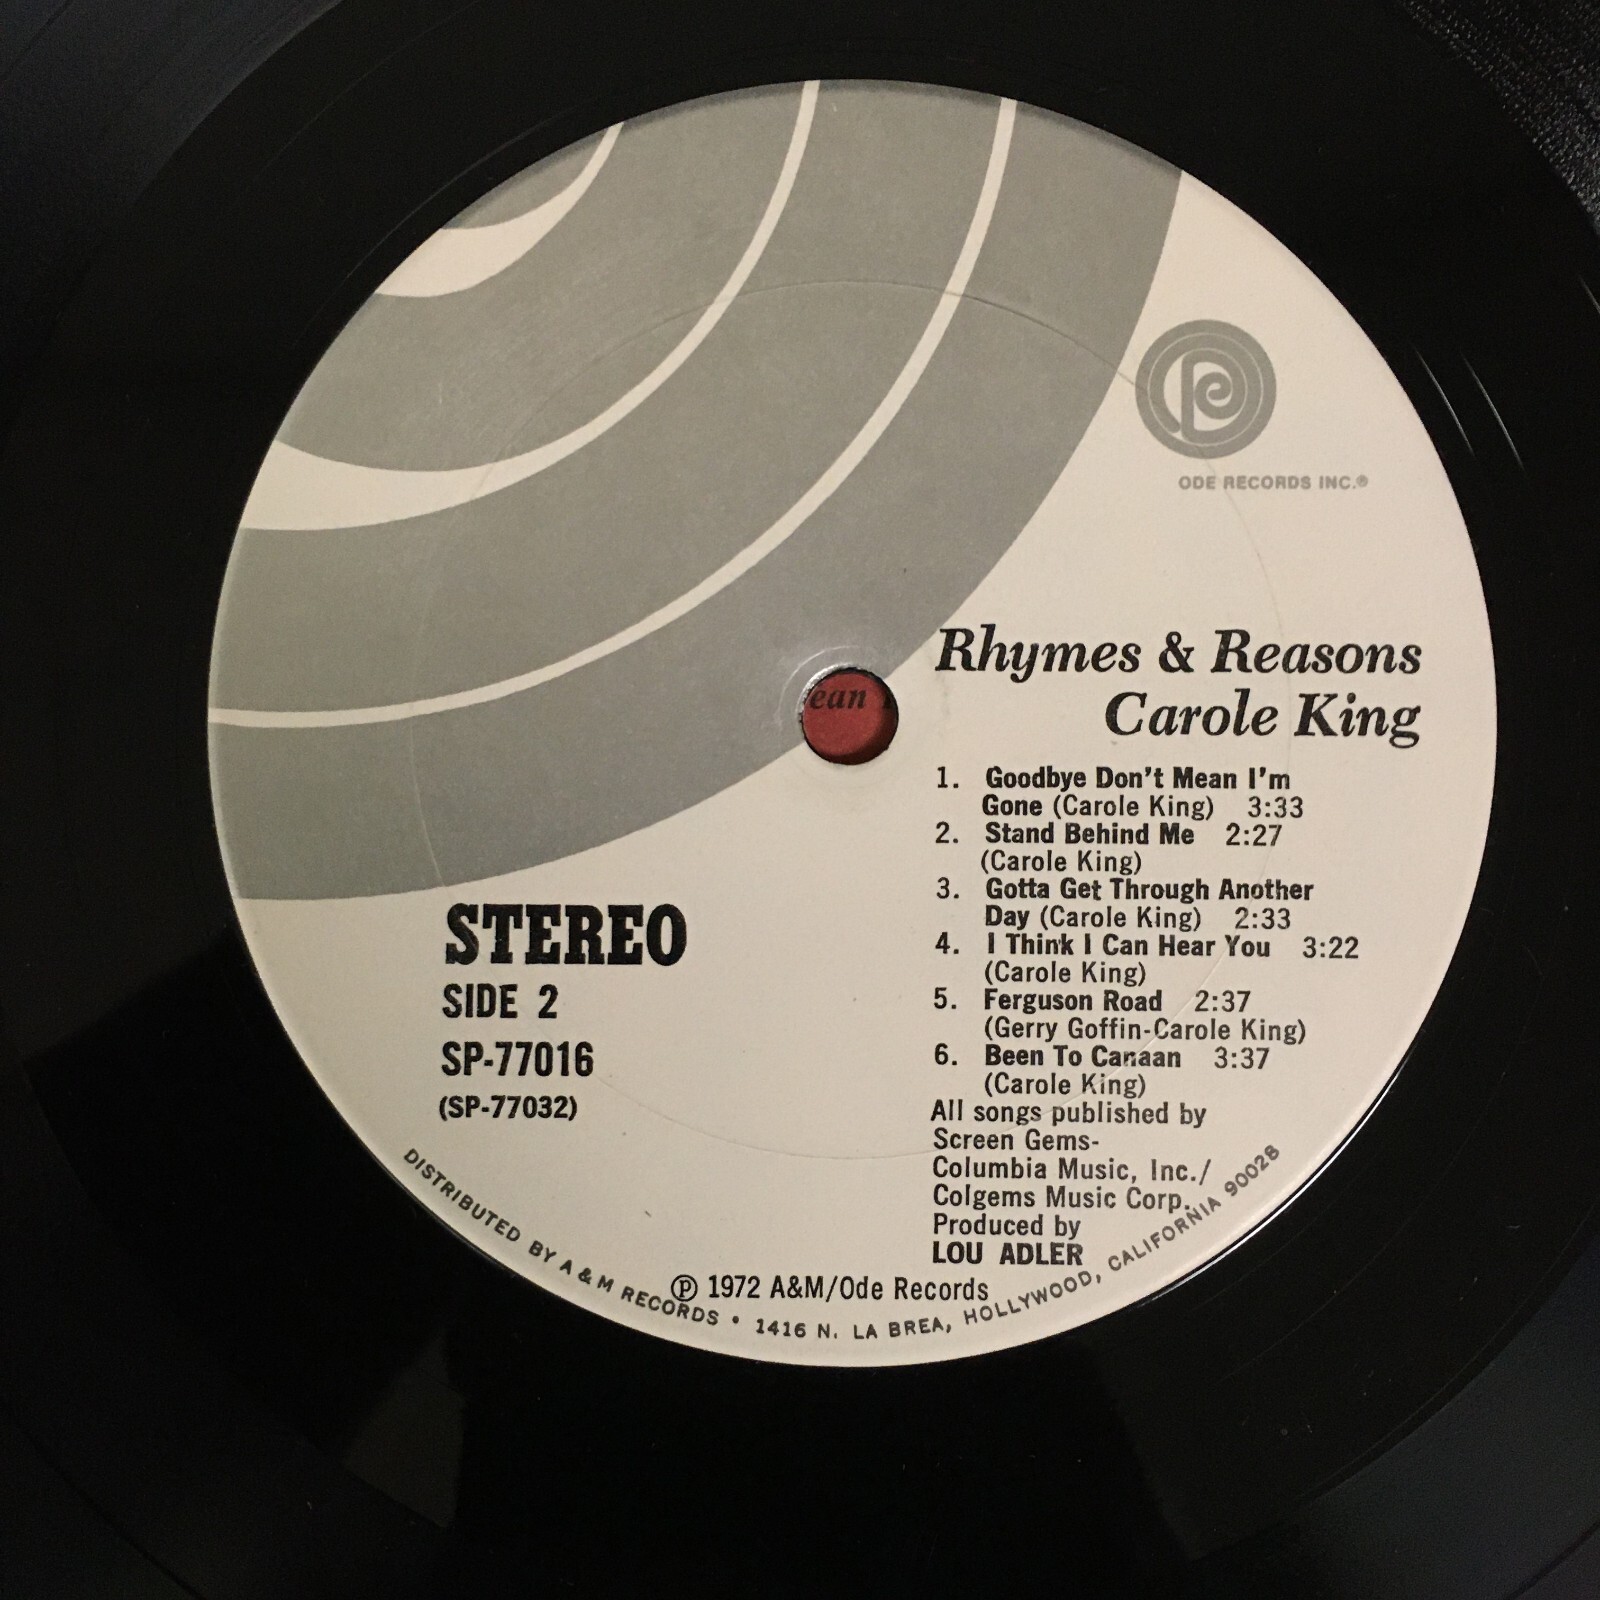 ODE RECORDS INC.®
Rhymes & Reasons
Carole King
ean
1. Goodbye Don't Mean I'm
Gone (Carole King) 3:33
2. Stand Behind Me 2:27
(Carole King)
3. Gotta Get Through Another
Day (Carole King) 2:33
4. I Think I Can Hear You 3:22
(Carole King)
5. Ferguson Road 2:37
(Gerry Goffin-Carole King)
6. Been To Canaan 3:37
(Carole King)
All songs published by
Screen Gems-
Columbia Music, Inc./
Colgems Music Corp.
Produced by
LOU ADLER
STEREO
SIDE 2
SP-77016
(SP-77032)
℗ 1972 A&M/Ode Records
DISTRIBUTED BY A & M RECORDS • 1416 N. LA BREA, HOLLYWOOD, CALIFORNIA 90028